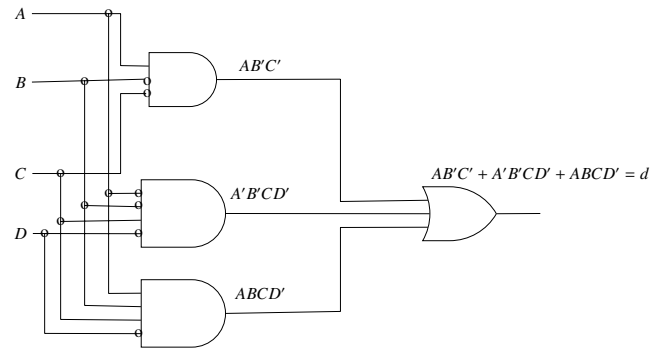 A
AB′C′
B
C
AB′C′ + A′B′CD′ + ABCD′ = d
A′B′CD′
D
ABCD′